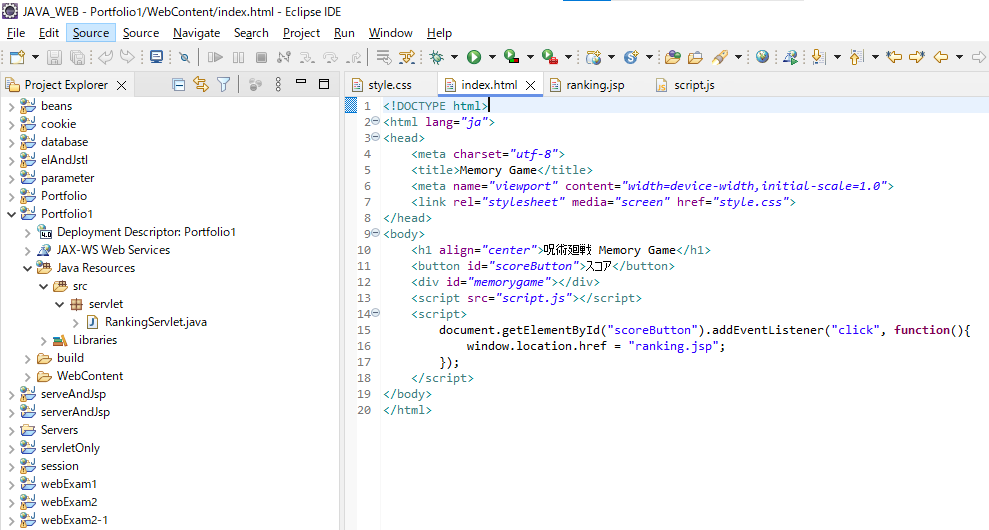 JAVA_WEB - Portfolio1/WebContent/index.html - Eclipse IDE
File Edit Source Source Navigate Search Project Run Window Help
Project Explorer
style.css index.html ranking.jsp script.js
beans
cookie
database
elAndJstl
parameter
Portfolio
Portfolio1
Deployment Descriptor: Portfolio1
JAX-WS Web Services
Java Resources
src
servlet
RankingServlet.java
Libraries
build
WebContent
serveAndJsp
serverAndJsp
Servers
servletOnly
session
webExam1
webExam2
webExam2-1
1 <!DOCTYPE html>
2 <html lang="ja">
3 <head>
4 <meta charset="utf-8">
5 <title>Memory Game</title>
6 <meta name="viewport" content="width=device-width,initial-scale=1.0">
7 <link rel="stylesheet" media="screen" href="style.css">
8 </head>
9 <body>
10 <h1 align="center">呪術廻戦 Memory Game</h1>
11 <button id="scoreButton">スコア</button>
12 <div id="memorygame"></div>
13 <script src="script.js"></script>
14 <script>
15 document.getElementById("scoreButton").addEventListener("click", function(){
16 window.location.href = "ranking.jsp";
17 });
18 </script>
19 </body>
20 </html>